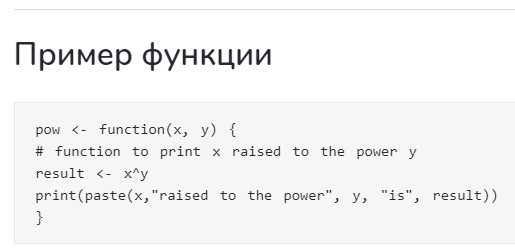 Пример функции
pow <- function(x, y) {
# function to print x raised to the power y
result <- x^y
print(paste(x,"raised to the power", y, "is", result))
}